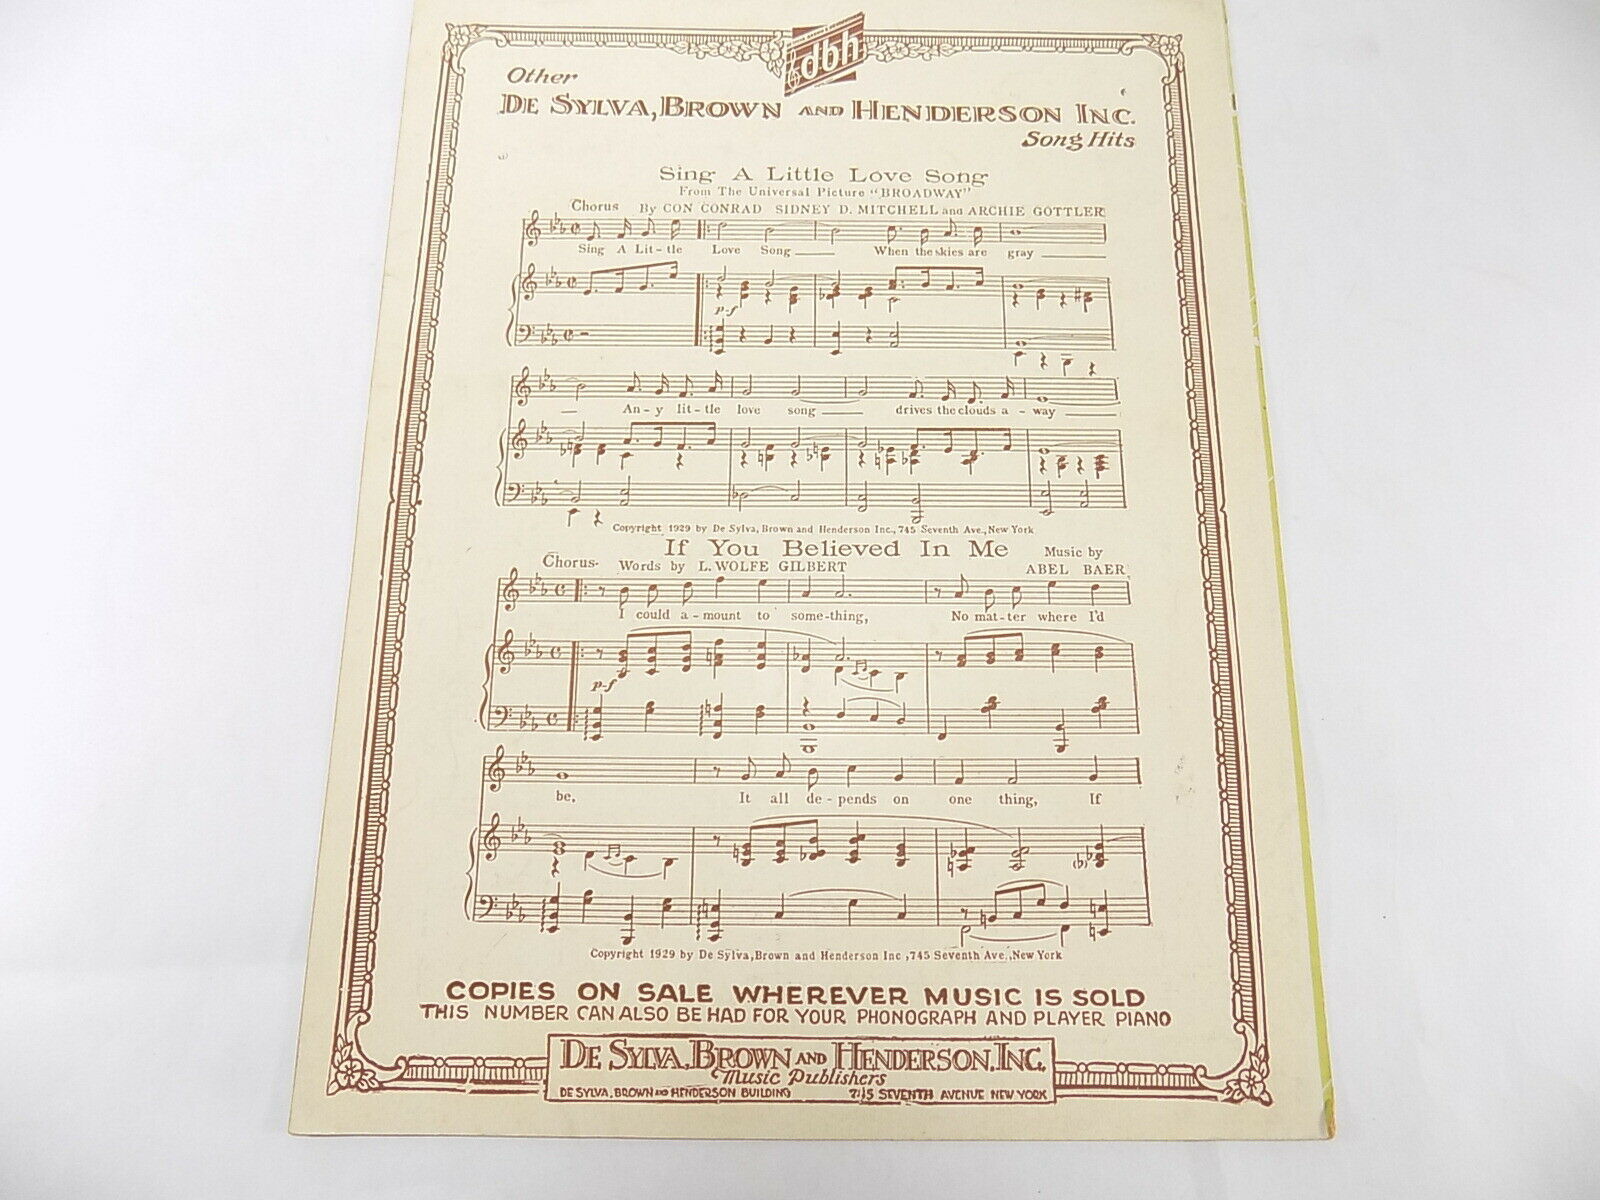 dbh
Other
DE SYLVA, BROWN AND HENDERSON INC.
Song Hits
Sing A Little Love Song
From The Universal Picture "BROADWAY"
Chorus By CON CONRAD SIDNEY D. MITCHELL and ARCHIE GOTTLER
Sing A Lit-tle Love Song When the skies are gray
p-f
An-y lit-tle love song drives the clouds a-way
Copyright 1929 by De Sylva, Brown and Henderson Inc., 745 Seventh Ave., New York
If You Believed In Me
Chorus- Words by L. WOLFE GILBERT Music by ABEL BAER
I could a-mount to some-thing, No mat-ter where I'd
p-f
be, It all de-pends on one thing, If
Copyright 1929 by De Sylva, Brown and Henderson Inc, 745 Seventh Ave., New York
COPIES ON SALE WHEREVER MUSIC IS SOLD
THIS NUMBER CAN ALSO BE HAD FOR YOUR PHONOGRAPH AND PLAYER PIANO
DE SYLVA, BROWN AND HENDERSON, INC.
Music Publishers
DE SYLVA, BROWN AND HENDERSON BUILDING 745 SEVENTH AVENUE NEW YORK